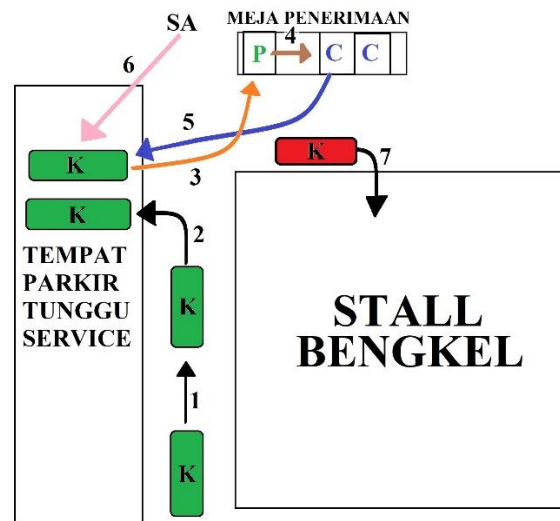 SA
MEJA PENERIMAAN
P
4
C
C
6
5
K
3
K
7
K
2
K
TEMPAT
PARKIR
TUNGGU
SERVICE
K
1
K
STALL
BENGKEL